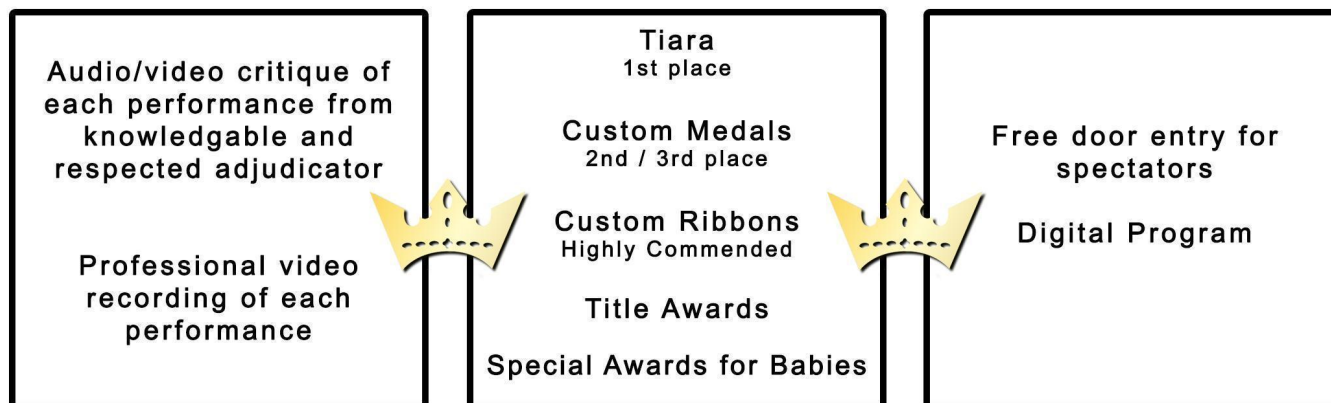 Audio/video critique of
each performance from
knowledgable and
respected adjudicator
Professional video
recording of each
performance
Tiara
1st place
Custom Medals
2nd / 3rd place
Custom Ribbons
Highly Commended
Title Awards
Special Awards for Babies
Free door entry for
spectators
Digital Program